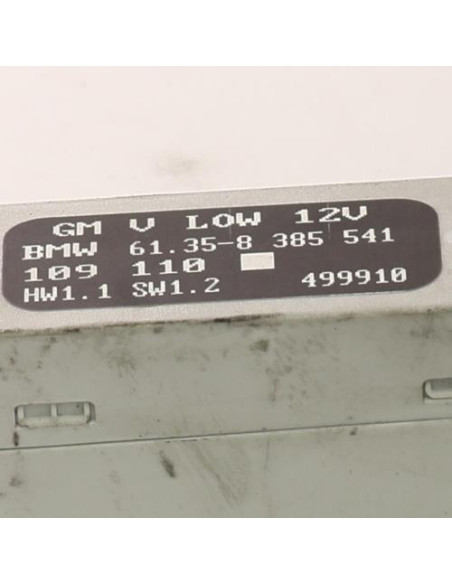 GM V LOW 12V
BMW 61.35-8 385 541
109 110
HW1.1 SW1.2 499910